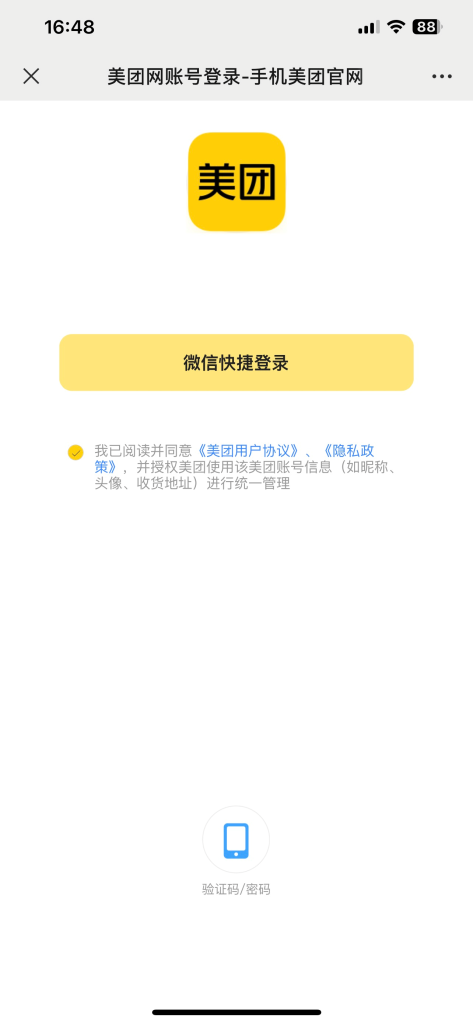 16:48
88
美团网账号登录-手机美团官网
美团
微信快捷登录
我已阅读并同意《美团用户协议》、《隐私政
策》，并授权美团使用该美团账号信息（如昵称、
头像、收货地址）进行统一管理
验证码/密码